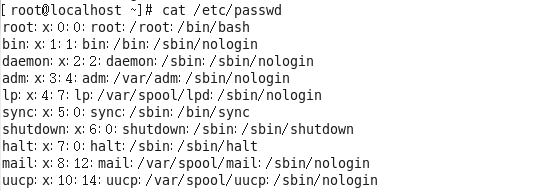 [root@localhost ~]# cat /etc/passwd
root:x:0:0:root:/root:/bin/bash
bin:x:1:1:bin:/bin:/sbin/nologin
daemon:x:2:2:daemon:/sbin:/sbin/nologin
adm:x:3:4:adm:/var/adm:/sbin/nologin
lp:x:4:7:lp:/var/spool/lpd:/sbin/nologin
sync:x:5:0:sync:/sbin:/bin/sync
shutdown:x:6:0:shutdown:/sbin:/sbin/shutdown
halt:x:7:0:halt:/sbin:/sbin/halt
mail:x:8:12:mail:/var/spool/mail:/sbin/nologin
uucp:x:10:14:uucp:/var/spool/uucp:/sbin/nologin